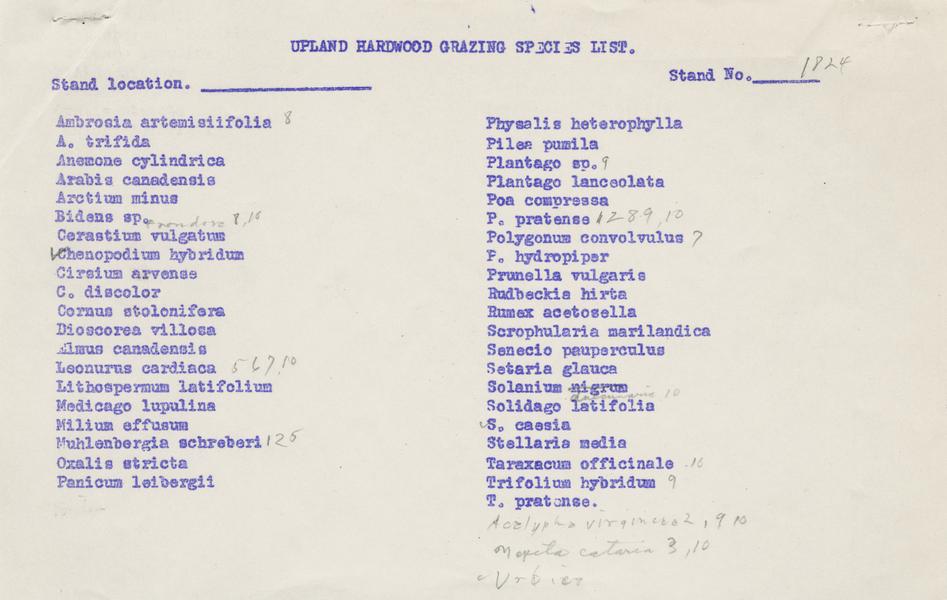 UPLAND HARDWOOD GRAZING SPECIES LIST.
Stand location. Stand No. 1824
Ambrosia artemisiifolia 8
A. trifida
Anemone cylindrica
Arabis canadensis
Arctium minus
Bidens sp. frondosa 8,10
Cerastium vulgatum
Chenopodium hybridum
Cirsium arvense
C. discolor
Cornus stolonifera
Dioscorea villosa
Elmus canadensis
Leonurus cardiaca 5 6 7,10
Lithospermum latifolium
Medicago lupulina
Milium effusum
Muhlenbergia schreberi 1 2 5
Oxalis stricta
Panicum leibergii
Physalis heterophylla
Pilea pumila
Plantago sp. 9
Plantago lanceolata
Poa compressa
P. pratense 1 2 8 9, 10
Polygonum convolvulus 7
P. hydropiper
Prunella vulgaris
Rudbeckia hirta
Rumex acetosella
Scrophularia marilandica
Senecio pauperculus
Setaria glauca
Solanium nigrum
dulcamara 10
Solidago latifolia
S. caesia
Stellaria media
Taraxacum officinale 10
Trifolium hybridum 9
T. pratense.
Acalypha virginica 2, 9 10
Nepeta cataria 3, 10